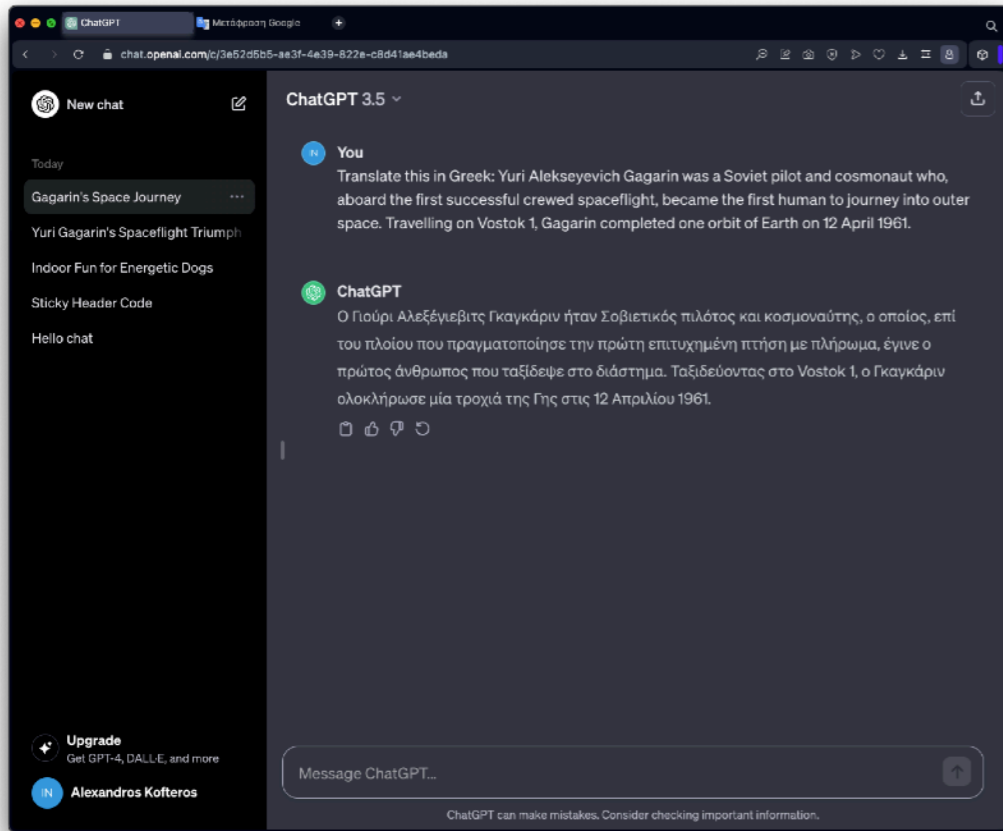 ChatGPT
Μετάφραση Google
chat.openai.com/c/3e52d5b5-ae3f-4e39-822e-c8d41ae4beda
New chat
Today
Gagarin's Space Journey
Yuri Gagarin's Spaceflight Triumph
Indoor Fun for Energetic Dogs
Sticky Header Code
Hello chat
Upgrade
Get GPT-4, DALL·E, and more
IN
Alexandros Kofteros
ChatGPT 3.5
IN
You
Translate this in Greek: Yuri Alekseyevich Gagarin was a Soviet pilot and cosmonaut who,
aboard the first successful crewed spaceflight, became the first human to journey into outer
space. Travelling on Vostok 1, Gagarin completed one orbit of Earth on 12 April 1961.
ChatGPT
Ο Γιούρι Αλεξέγιεβιτς Γκαγκάριν ήταν Σοβιετικός πιλότος και κοσμοναύτης, ο οποίος, επί
του πλοίου που πραγματοποίησε την πρώτη επιτυχημένη πτήση με πλήρωμα, έγινε ο
πρώτος άνθρωπος που ταξίδεψε στο διάστημα. Ταξιδεύοντας στο Vostok 1, ο Γκαγκάριν
ολοκλήρωσε μία τροχιά της Γης στις 12 Απριλίου 1961.
Message ChatGPT...
ChatGPT can make mistakes. Consider checking important information.